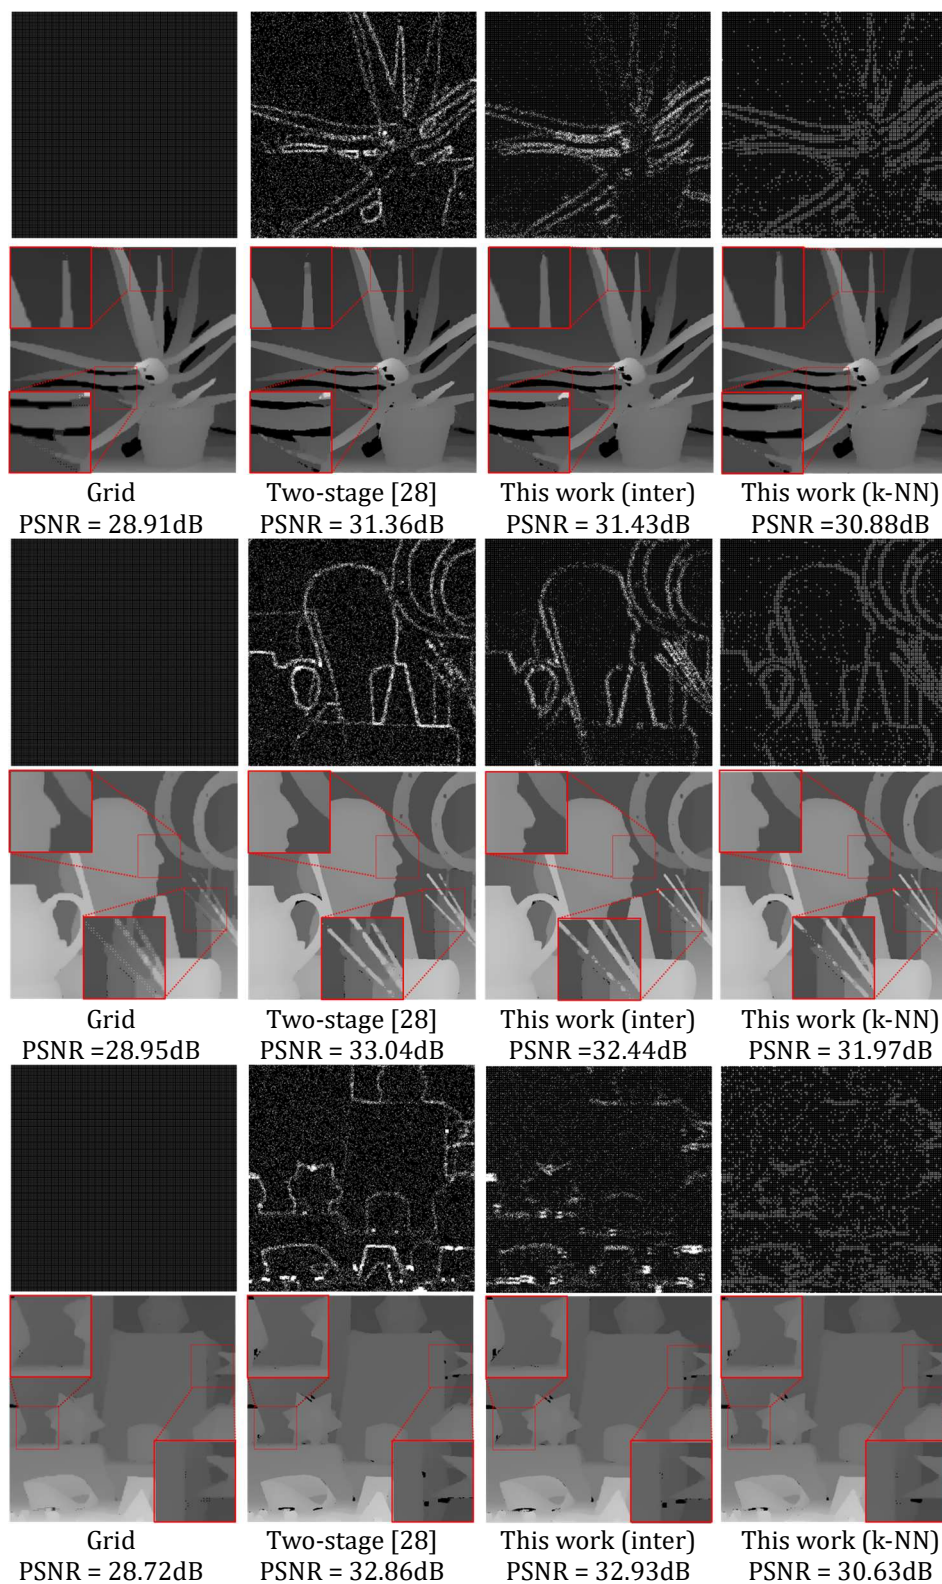 Grid Two-stage [28] This work (inter) This work (k-NN)
PSNR = 28.91dB PSNR = 31.36dB PSNR = 31.43dB PSNR =30.88dB
Grid Two-stage [28] This work (inter) This work (k-NN)
PSNR =28.95dB PSNR = 33.04dB PSNR =32.44dB PSNR = 31.97dB
Grid Two-stage [28] This work (inter) This work (k-NN)
PSNR = 28.72dB PSNR = 32.86dB PSNR = 32.93dB PSNR = 30.63dB